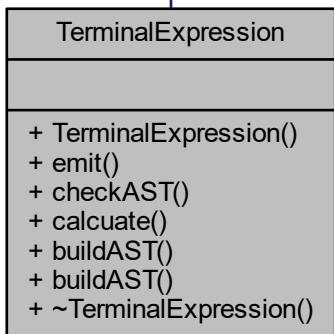 TerminalExpression
+ TerminalExpression()
+ emit()
+ checkAST()
+ calcuate()
+ buildAST()
+ buildAST()
+ ~TerminalExpression()